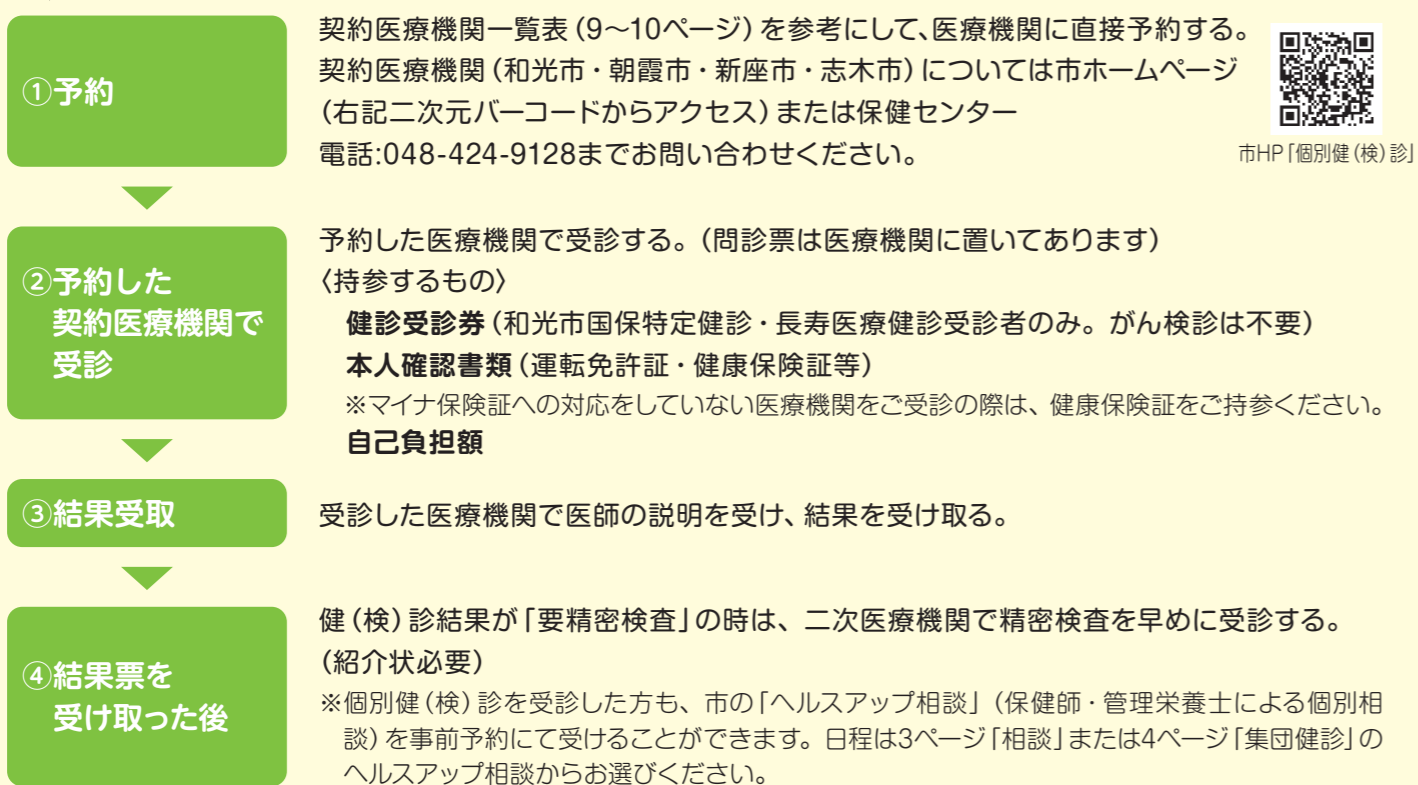 ①予約
契約医療機関一覧表（9～10ページ）を参考にして、医療機関に直接予約する。
契約医療機関（和光市・朝霞市・新座市・志木市）については市ホームページ
（右記二次元バーコードからアクセス）または保健センター
電話:048-424-9128までお問い合わせください。
市HP「個別健（検）診」
②予約した
契約医療機関で
受診
予約した医療機関で受診する。（問診票は医療機関に置いてあります）
〈持参するもの〉
健診受診券（和光市国保特定健診・長寿医療健診受診者のみ。がん検診は不要）
本人確認書類（運転免許証・健康保険証等）
※マイナ保険証への対応をしていない医療機関をご受診の際は、健康保険証をご持参ください。
自己負担額
③結果受取
受診した医療機関で医師の説明を受け、結果を受け取る。
④結果票を
受け取った後
健（検）診結果が「要精密検査」の時は、二次医療機関で精密検査を早めに受診する。
（紹介状必要）
※個別健（検）診を受診した方も、市の「ヘルスアップ相談」（保健師・管理栄養士による個別相
談）を事前予約にて受けることができます。日程は3ページ「相談」または4ページ「集団健診」の
ヘルスアップ相談からお選びください。